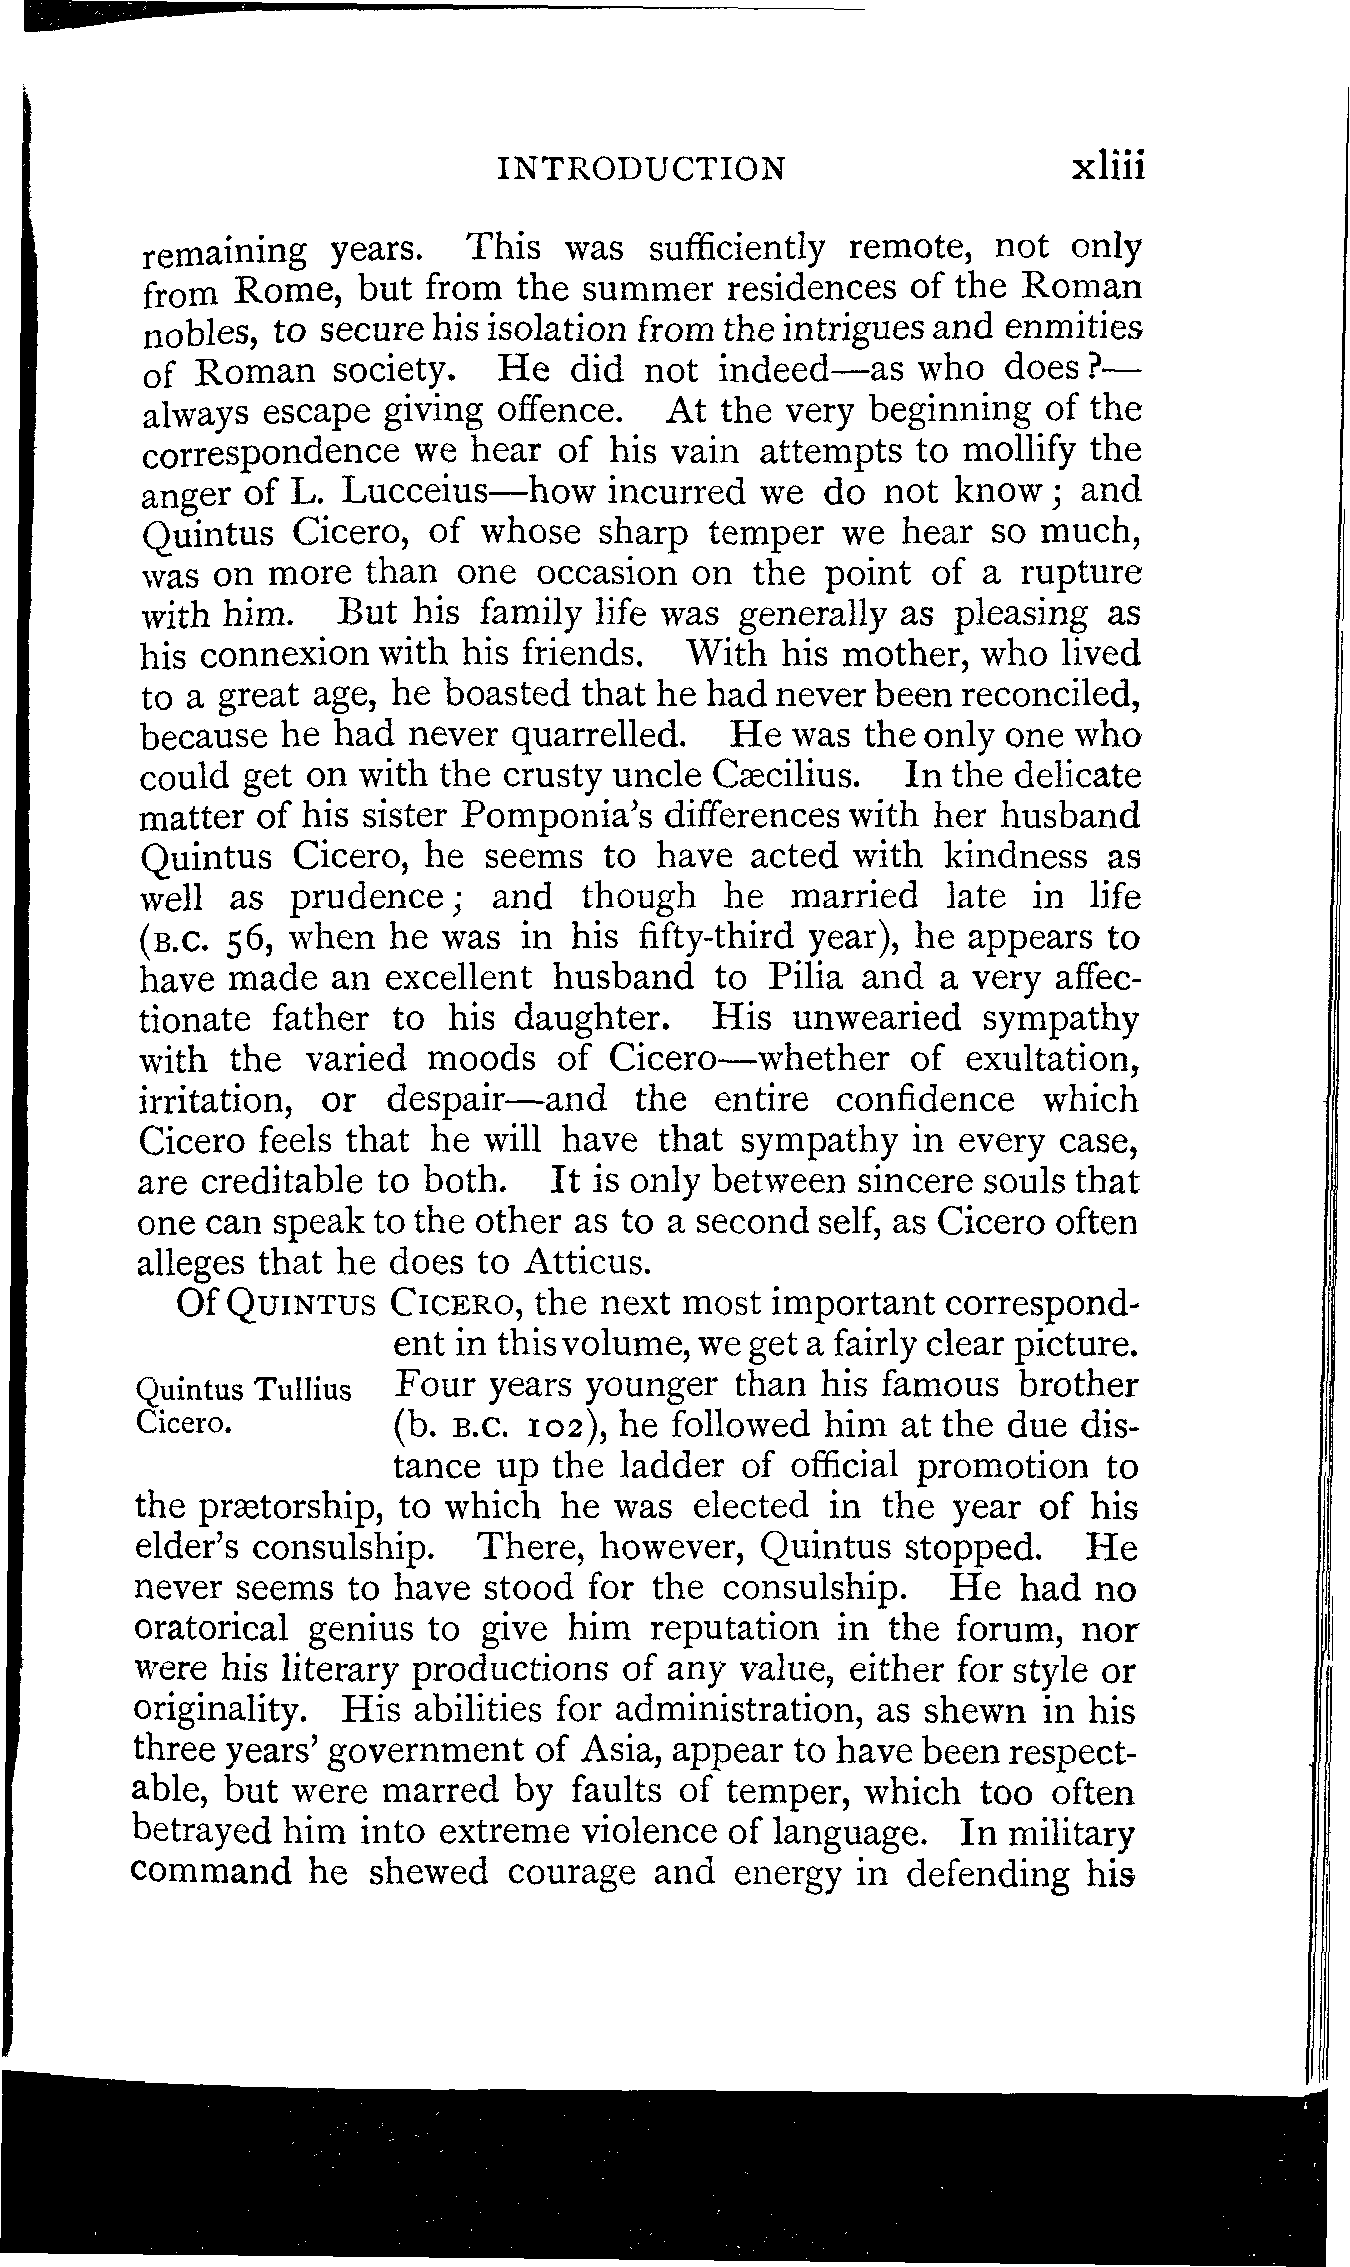 INTRODUCTION xliii
remaining years. This was sufficiently remote, not only
from Rome, but from the summer residences of the Roman
nobles, to secure his isolation from the intrigues and enmities
of Roman society. He did not indeed—as who does?—
always escape giving offence. At the very beginning of the
correspondence we hear of his vain attempts to mollify the
anger of L. Lucceius—how incurred we do not know; and
Quintus Cicero, of whose sharp temper we hear so much,
was on more than one occasion on the point of a rupture
with him. But his family life was generally as pleasing as
his connexion with his friends. With his mother, who lived
to a great age, he boasted that he had never been reconciled,
because he had never quarrelled. He was the only one who
could get on with the crusty uncle Cæcilius. In the delicate
matter of his sister Pomponia's differences with her husband
Quintus Cicero, he seems to have acted with kindness as
well as prudence; and though he married late in life
(B.C. 56, when he was in his fifty-third year), he appears to
have made an excellent husband to Pilia and a very affec-
tionate father to his daughter. His unwearied sympathy
with the varied moods of Cicero—whether of exultation,
irritation, or despair—and the entire confidence which
Cicero feels that he will have that sympathy in every case,
are creditable to both. It is only between sincere souls that
one can speak to the other as to a second self, as Cicero often
alleges that he does to Atticus.
Of QUINTUS CICERO, the next most important correspond-
ent in this volume, we get a fairly clear picture.
Quintus Tullius Four years younger than his famous brother
Cicero. (b. B.C. 102), he followed him at the due dis-
tance up the ladder of official promotion to
the prætorship, to which he was elected in the year of his
elder's consulship. There, however, Quintus stopped. He
never seems to have stood for the consulship. He had no
oratorical genius to give him reputation in the forum, nor
were his literary productions of any value, either for style or
originality. His abilities for administration, as shewn in his
three years' government of Asia, appear to have been respect-
able, but were marred by faults of temper, which too often
betrayed him into extreme violence of language. In military
command he shewed courage and energy in defending his